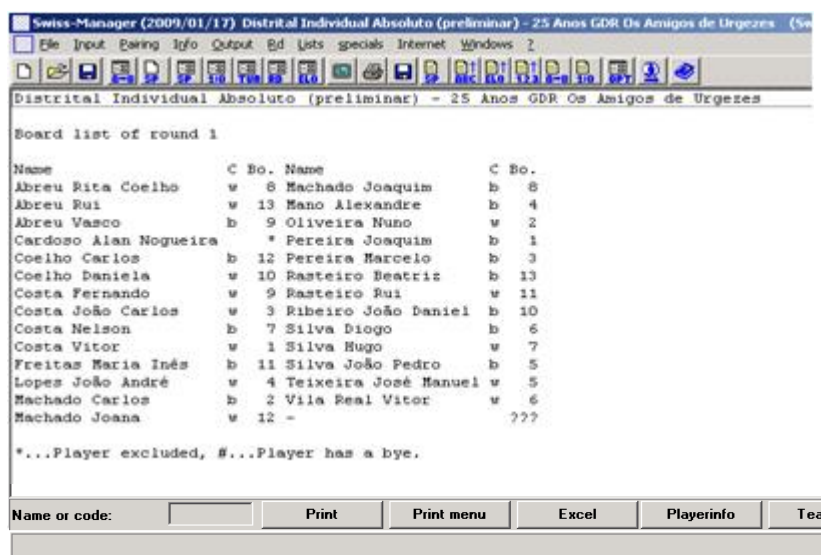 Swiss-Manager (2009/01/17) Distrital Individual Absoluto (preliminar) - 25 Anos GDR Os Amigos de Urgezes (Sw
File Input Pairing Info Output Rd Lists specials Internet Windows ?
Distrital Individual Absoluto (preliminar) - 25 Anos GDR Os Amigos de Urgezes
Board list of round 1
Name C Bo. Name C Bo.
Abreu Rita Coelho w 8 Machado Joaquim b 8
Abreu Rui w 13 Mano Alexandre b 4
Abreu Vasco b 9 Oliveira Nuno w 2
Cardoso Alan Nogueira * Pereira Joaquim b 1
Coelho Carlos b 12 Pereira Marcelo b 3
Coelho Daniela w 10 Rasteiro Beatriz b 13
Costa Fernando w 9 Rasteiro Rui w 11
Costa João Carlos w 3 Ribeiro João Daniel b 10
Costa Nelson b 7 Silva Diogo b 6
Costa Vitor w 1 Silva Hugo w 7
Freitas Maria Inês b 11 Silva João Pedro b 5
Lopes João André w 4 Teixeira José Manuel w 5
Machado Carlos b 2 Vila Real Vitor w 6
Machado Joana w 12 - ???
*...Player excluded, #...Player has a bye.
Name or code: Print Print menu Excel Playerinfo Tea